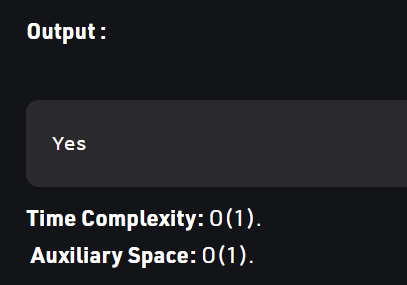 Output :
Yes
Time Complexity: O(1).
Auxiliary Space: O(1).